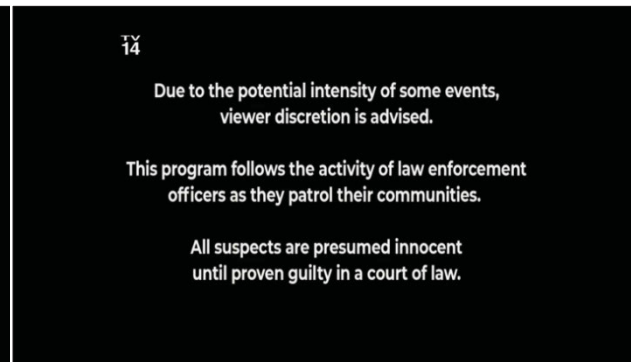 TV
14
Due to the potential intensity of some events,
viewer discretion is advised.
This program follows the activity of law enforcement
officers as they patrol their communities.
All suspects are presumed innocent
until proven guilty in a court of law.